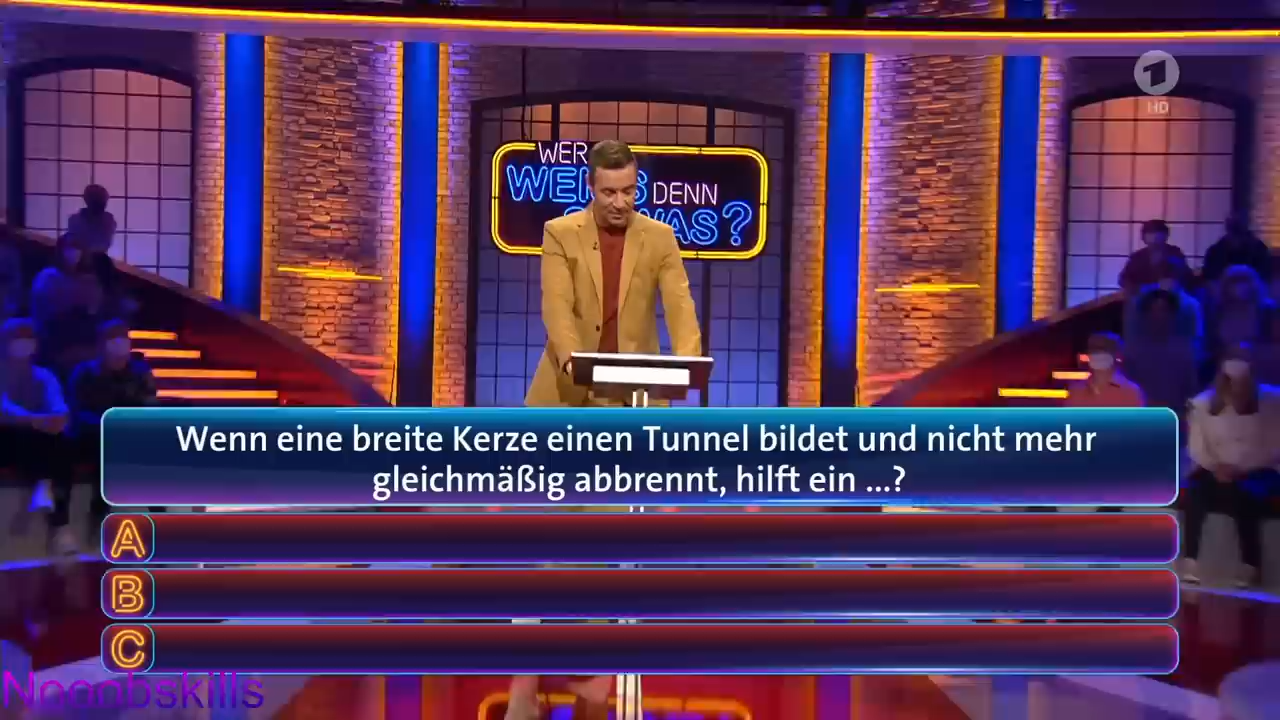 HD
WER
WEISS DENN
SOWAS?
Wenn eine breite Kerze einen Tunnel bildet und nicht mehr
gleichmäßig abbrennt, hilft ein ...?
A
B
C
Nooobskills